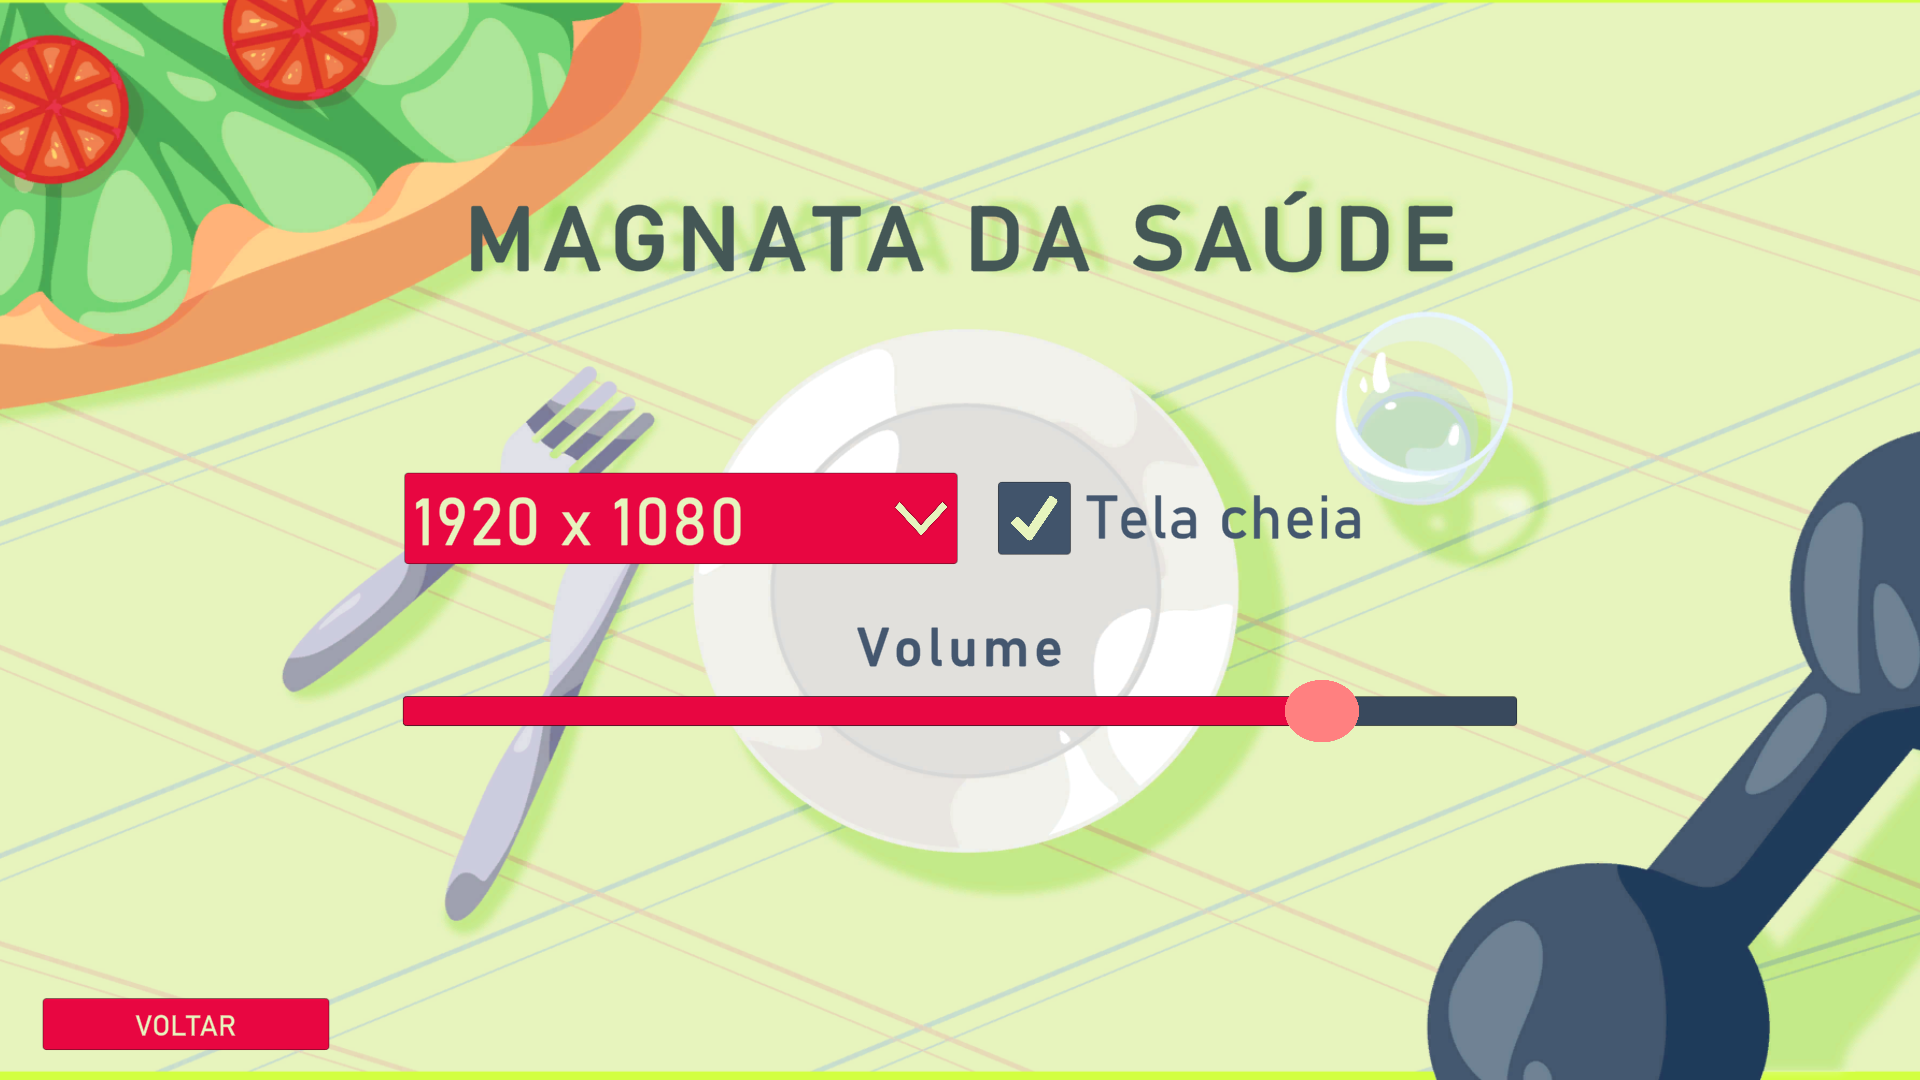 MAGNATA DA SAÚDE
1920 x 1080
Tela cheia
Volume
VOLTAR